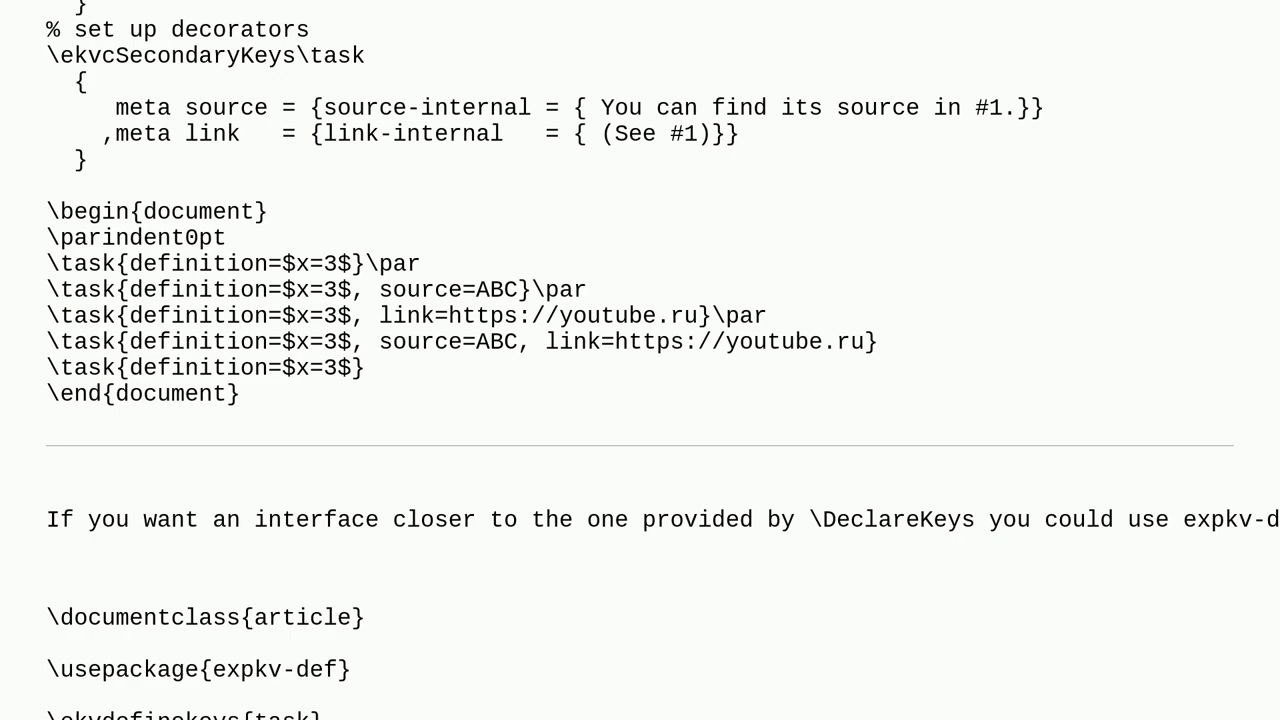 }
% set up decorators
\ekvcSecondaryKeys\task
{
meta source = {source-internal = { You can find its source in #1.}}
,meta link   = {link-internal   = { (See #1)}}
}
\begin{document}
\parindent0pt
\task{definition=$x=3$}\par
\task{definition=$x=3$, source=ABC}\par
\task{definition=$x=3$, link=https://youtube.ru}\par
\task{definition=$x=3$, source=ABC, link=https://youtube.ru}
\task{definition=$x=3$}
\end{document}
If you want an interface closer to the one provided by \DeclareKeys you could use expkv-d
\documentclass{article}
\usepackage{expkv-def}
\ekvdefinekeys{task}